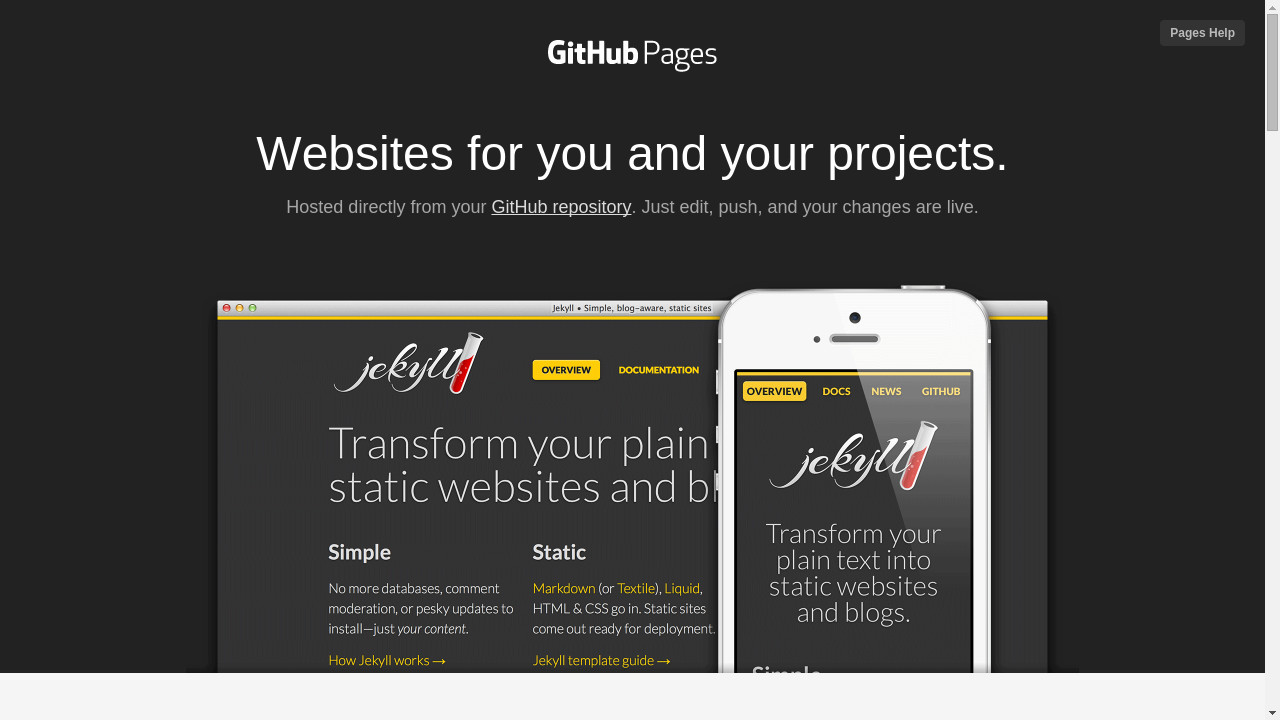 Pages Help
GitHub Pages
Websites for you and your projects.
Hosted directly from your GitHub repository. Just edit, push, and your changes are live.
Jekyll • Simple, blog-aware, static sites
jekyll
OVERVIEW DOCUMENTATION
Transform your plain
static websites and bl
Simple
No more databases, comment
moderation, or pesky updates to
install—just your content.
How Jekyll works →
Static
Markdown (or Textile), Liquid,
HTML & CSS go in. Static sites
come out ready for deployment.
Jekyll template guide →
OVERVIEW DOCS NEWS GITHUB
jekyll
Transform your
plain text into
static websites
and blogs.
Simple